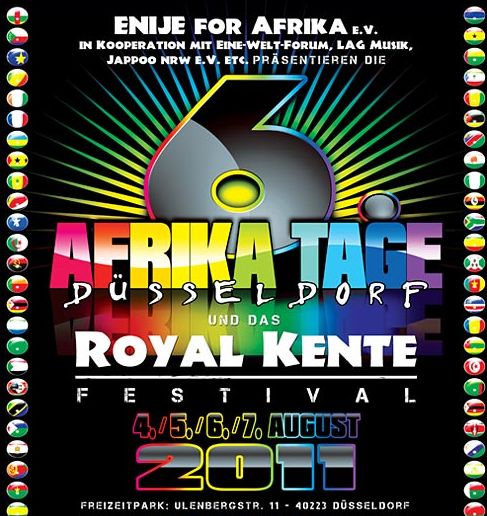 ENIJE FOR AFRIKA E.V.
IN KOOPERATION MIT EINE-WELT-FORUM, LAG MUSIK,
JAPPOO NRW E.V. ETC. PRÄSENTIEREN DIE
6.
AFRIKA TAGE
DÜSSELDORF
UND DAS
ROYAL KENTE
FESTIVAL
4./5./6./7. AUGUST
2011
FREIZEITPARK: ULENBERGSTR. 11 - 40223 DÜSSELDORF